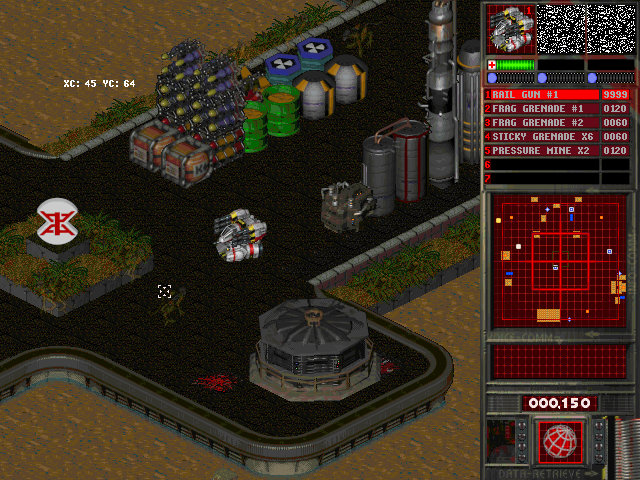 XC: 45 YC: 64
1
1 RAIL GUN #1 9999
2 FRAG GRENADE #1 0120
3 FRAG GRENADE #2 0060
4 STICKY GRENADE X6 0060
5 PRESSURE MINE X2 0120
6
7
000,150
DATA-RETRIEVE